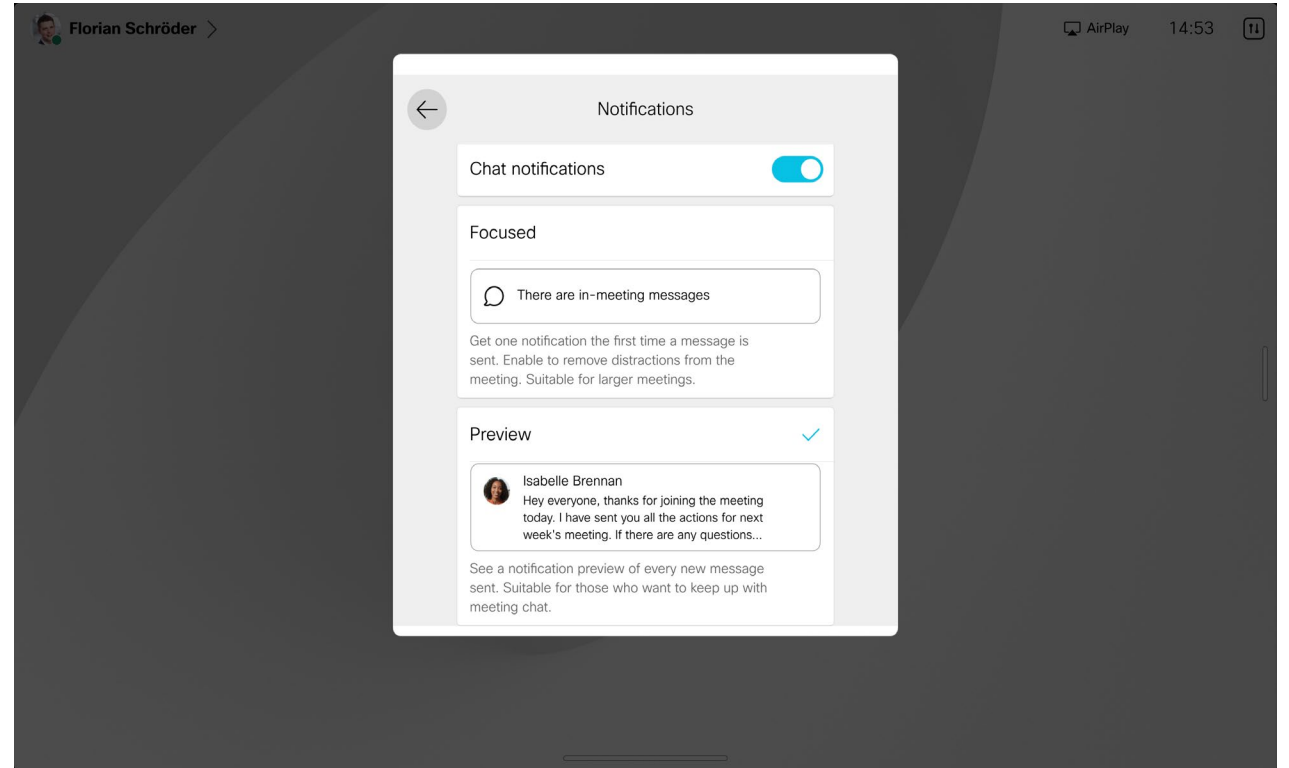 Florian Schröder
AirPlay
14:53
Notifications
Chat notifications
Focused
There are in-meeting messages
Get one notification the first time a message is
sent. Enable to remove distractions from the
meeting. Suitable for larger meetings.
Preview
Isabelle Brennan
Hey everyone, thanks for joining the meeting
today. I have sent you all the actions for next
week's meeting. If there are any questions...
See a notification preview of every new message
sent. Suitable for those who want to keep up with
meeting chat.